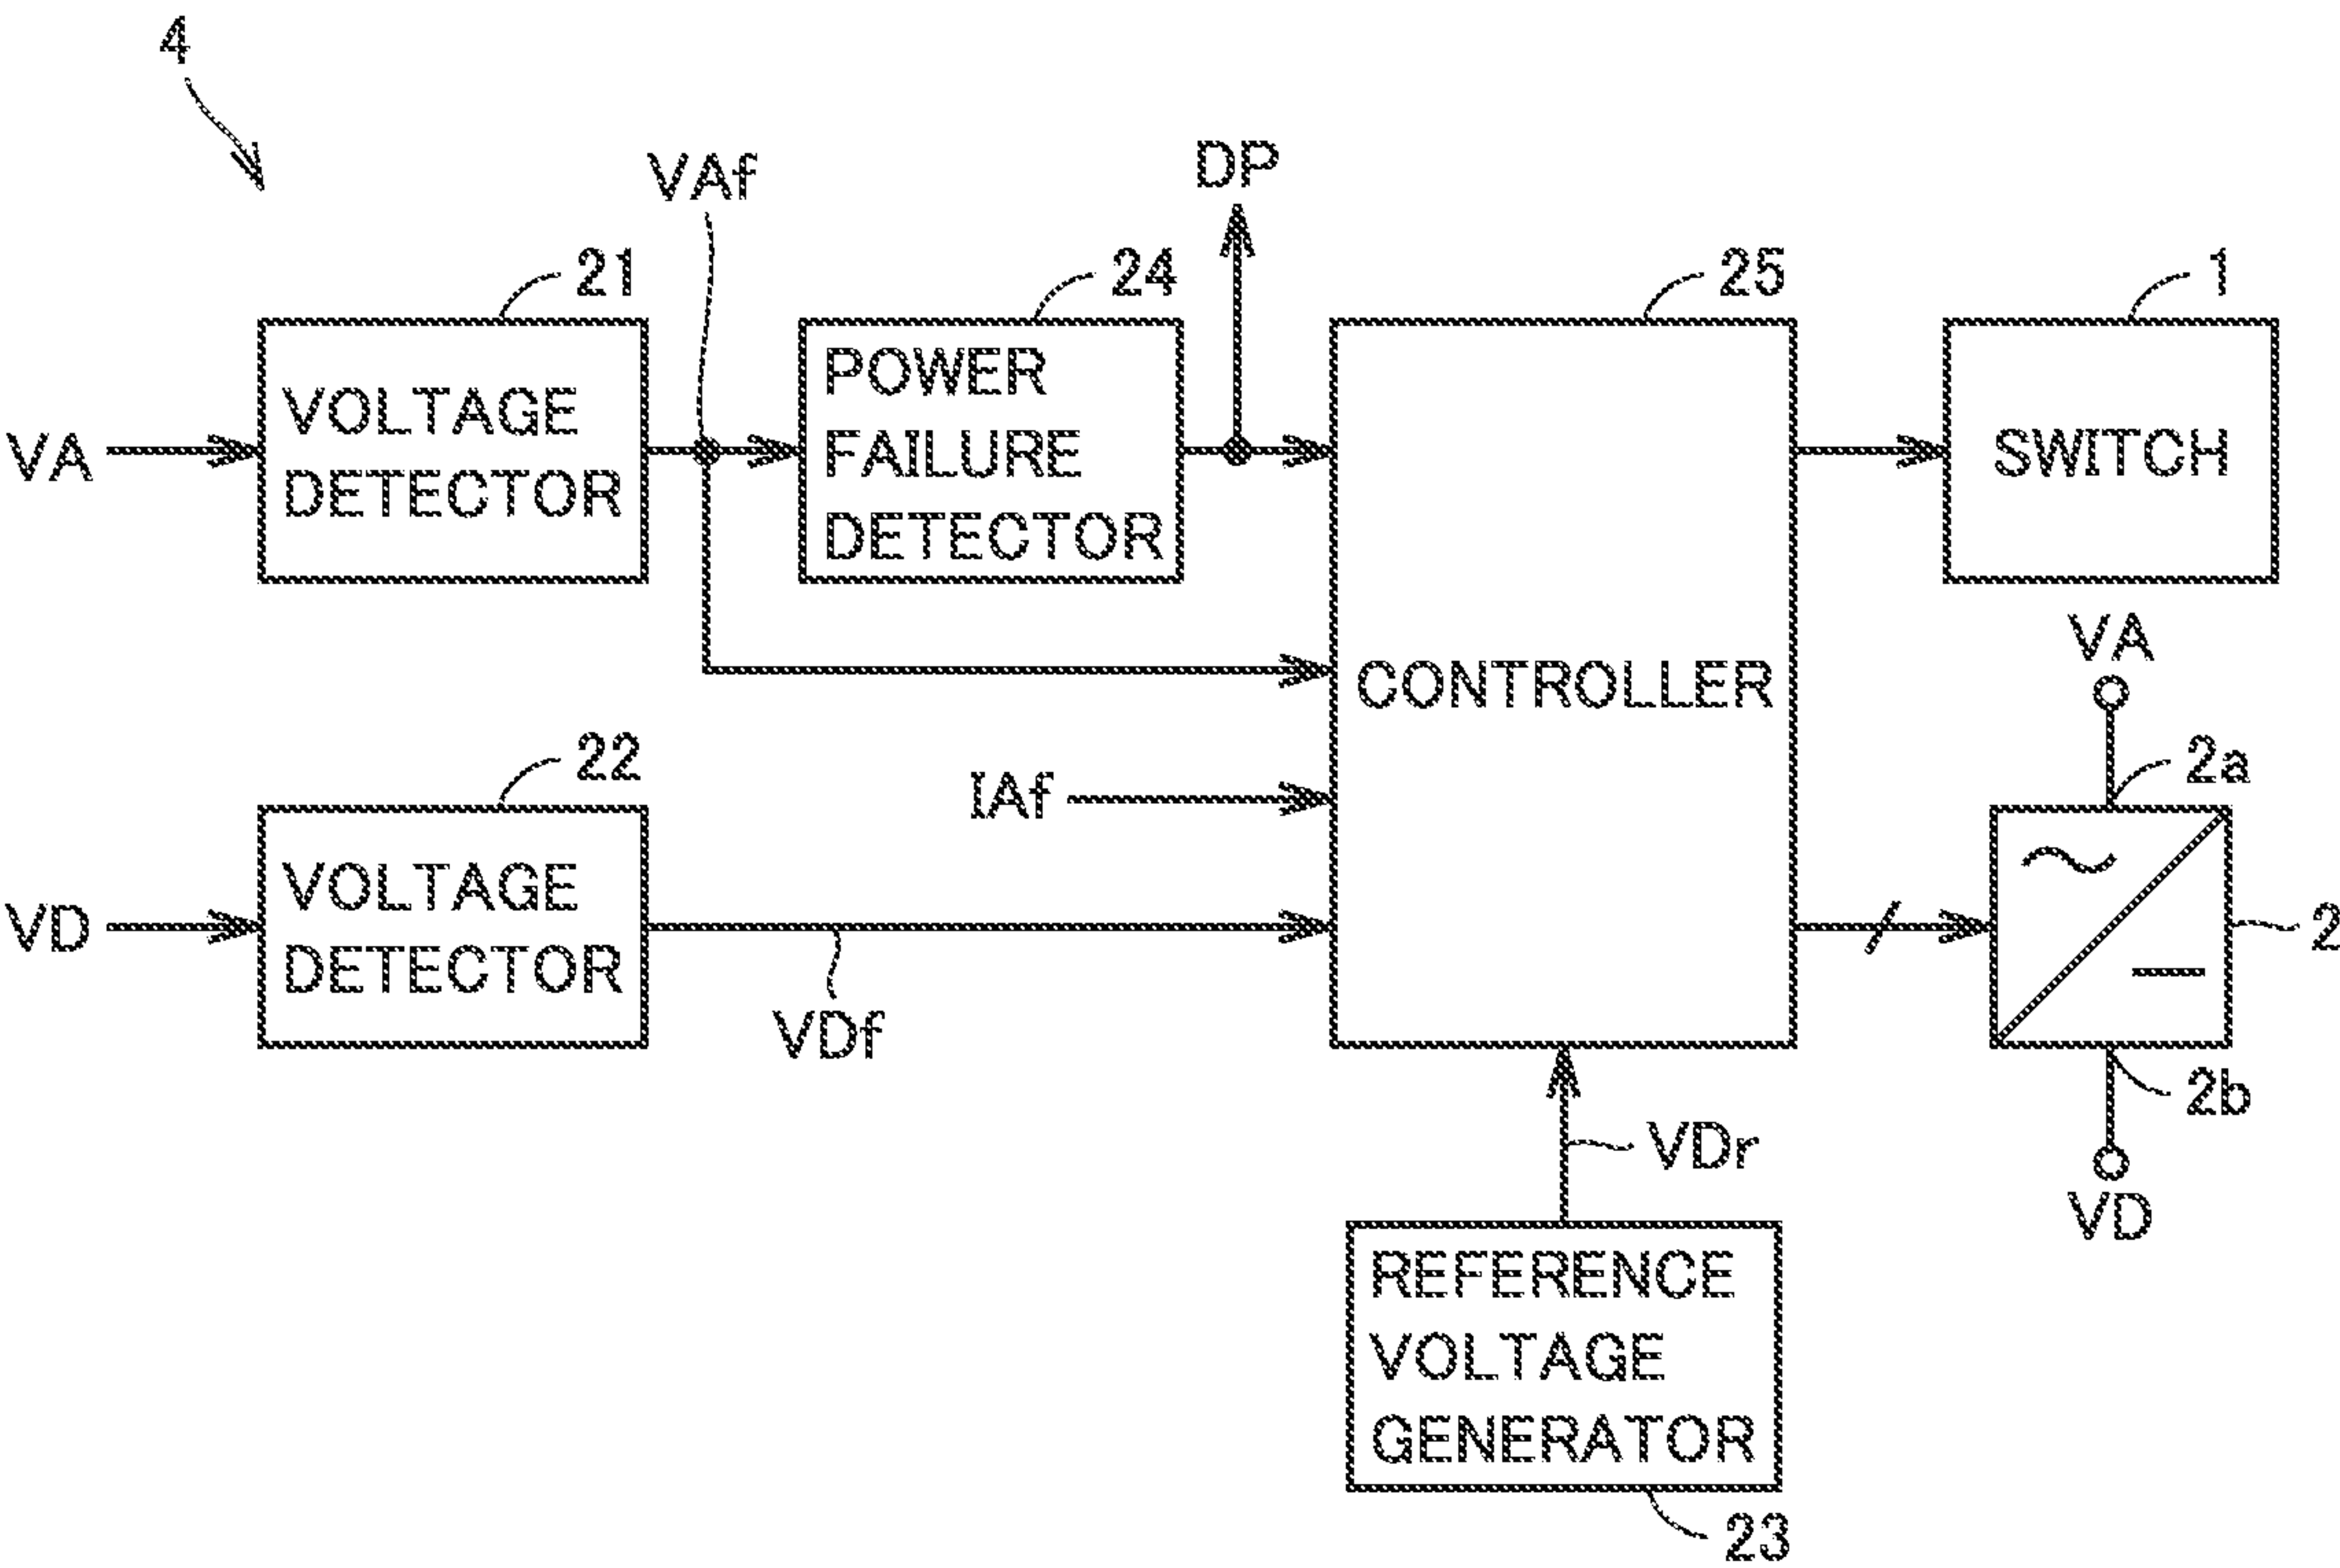 4
VAf
DP
21
24
25
1
VA
VOLTAGE
DETECTOR
POWER
FAILURE
DETECTOR
CONTROLLER
SWITCH
VA
2a
22
IAf
VD
VOLTAGE
DETECTOR
VDf
2
2b
VD
VDr
REFERENCE
VOLTAGE
GENERATOR
23